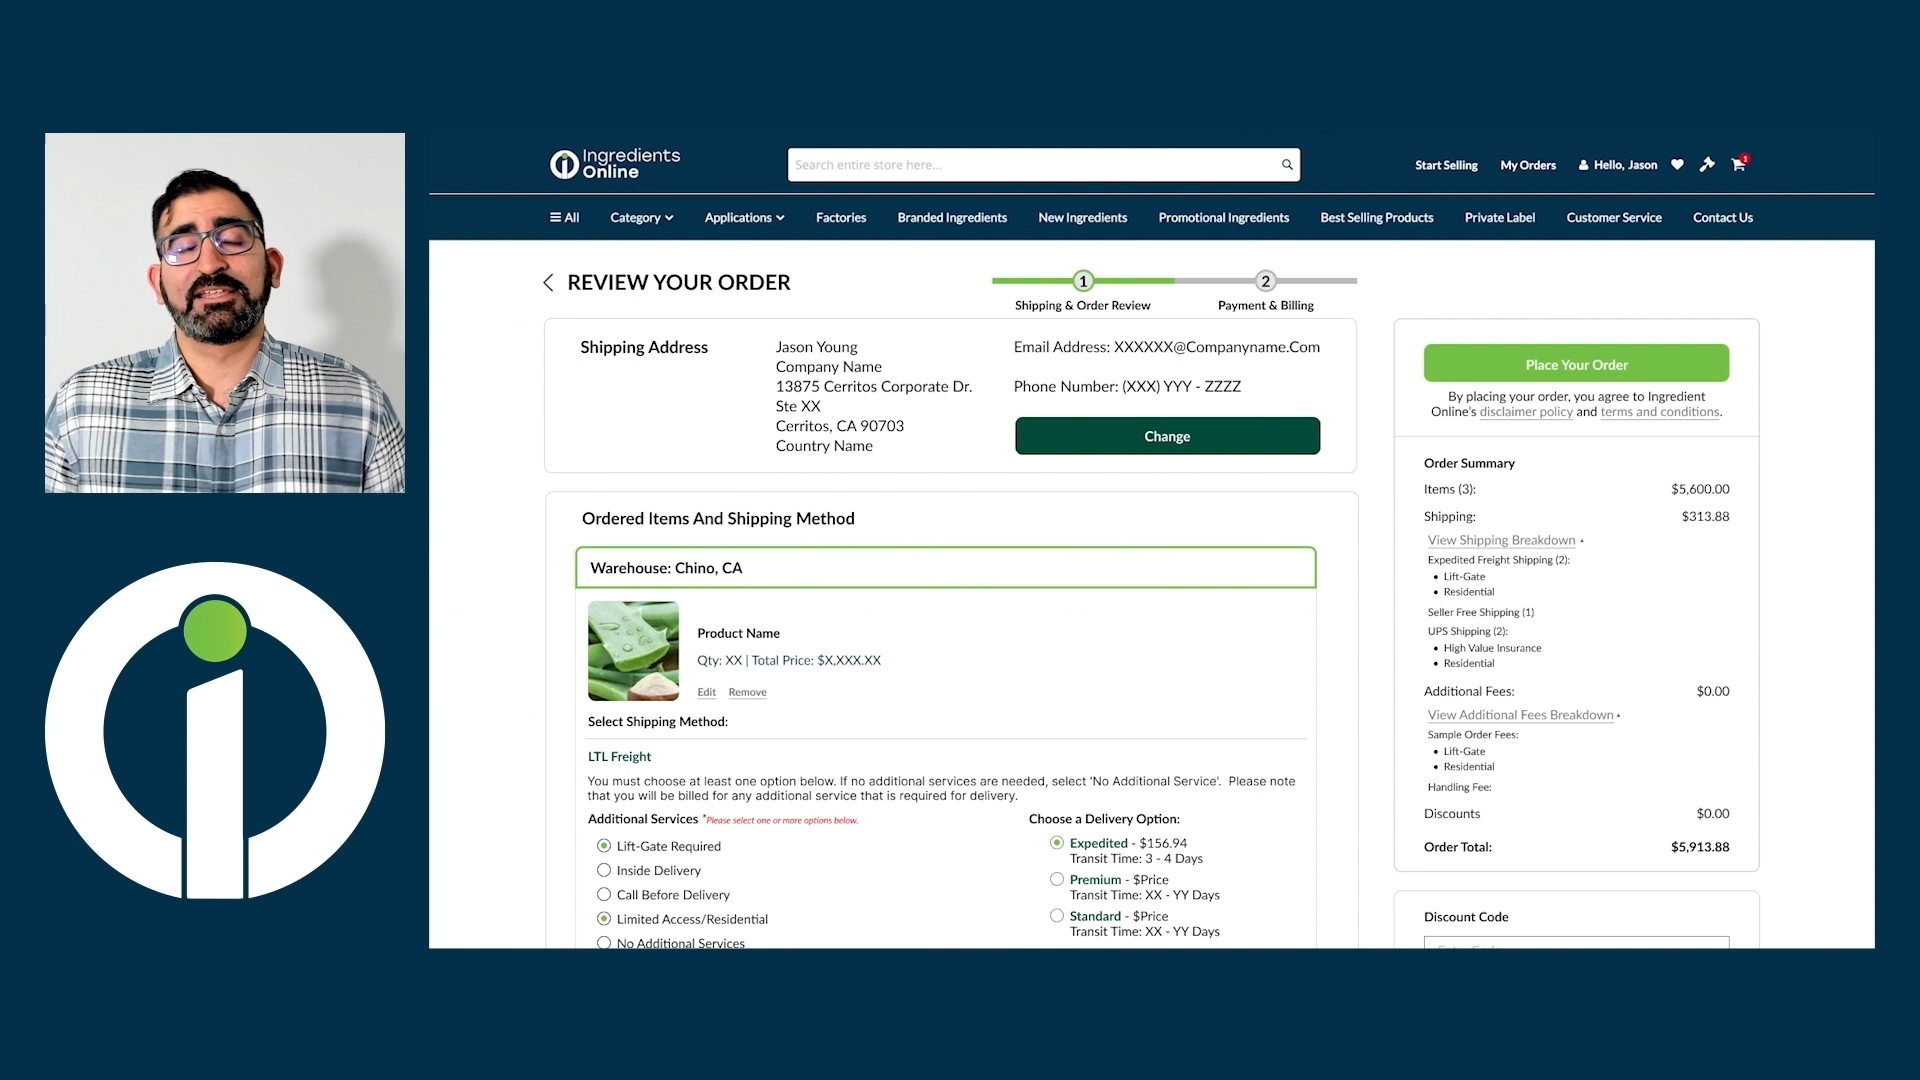 Ingredients
Online
Search entire store here...
Start Selling
My Orders
Hello, Jason
1
All
Category
Applications
Factories
Branded Ingredients
New Ingredients
Promotional Ingredients
Best Selling Products
Private Label
Customer Service
Contact Us
REVIEW YOUR ORDER
1
2
Shipping & Order Review
Payment & Billing
Shipping Address
Jason Young
Company Name
13875 Cerritos Corporate Dr.
Ste XX
Cerritos, CA 90703
Country Name
Email Address: XXXXXX@Companyname.Com
Phone Number: (XXX) YYY - ZZZZ
Change
Ordered Items And Shipping Method
Warehouse: Chino, CA
Product Name
Qty: XX | Total Price: $X,XXX.XX
Edit Remove
Select Shipping Method:
LTL Freight
You must choose at least one option below. If no additional services are needed, select 'No Additional Service'. Please note
that you will be billed for any additional service that is required for delivery.
Additional Services *Please select one or more options below.
Lift-Gate Required
Inside Delivery
Call Before Delivery
Limited Access/Residential
No Additional Services
Choose a Delivery Option:
Expedited - $156.94
Transit Time: 3 - 4 Days
Premium - $Price
Transit Time: XX - YY Days
Standard - $Price
Transit Time: XX - YY Days
Place Your Order
By placing your order, you agree to Ingredient
Online's disclaimer policy and terms and conditions.
Order Summary
Items (3): $5,600.00
Shipping: $313.88
View Shipping Breakdown
Expedited Freight Shipping (2):
• Lift-Gate
• Residential
Seller Free Shipping (1)
UPS Shipping (2):
• High Value Insurance
• Residential
Additional Fees: $0.00
View Additional Fees Breakdown
Sample Order Fees:
• Lift-Gate
• Residential
Handling Fee:
Discounts $0.00
Order Total: $5,913.88
Discount Code